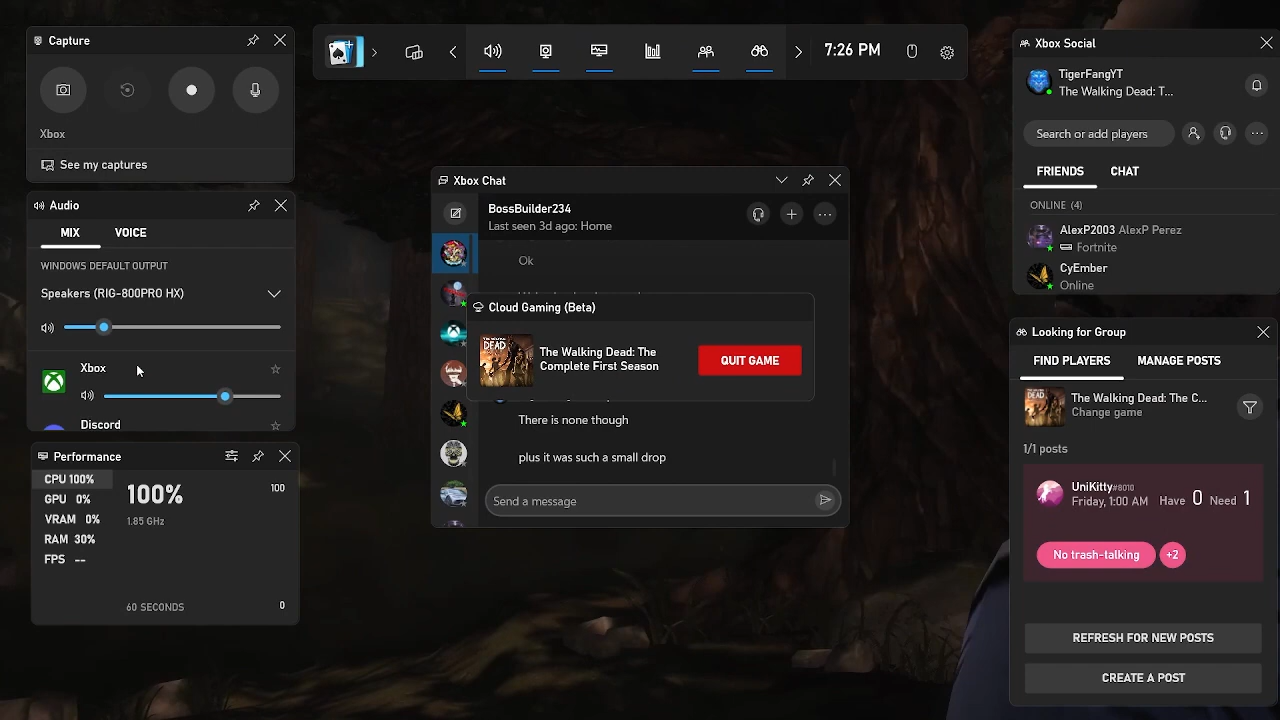 Capture
Xbox
See my captures
Audio
MIX VOICE
WINDOWS DEFAULT OUTPUT
Speakers (RIG-800PRO HX)
Xbox
Discord
Performance
CPU 100%
GPU 0%
VRAM 0%
RAM 30%
FPS --
100%
1.85 GHz
100
60 SECONDS
0
7:26 PM
Xbox Chat
BossBuilder234
Last seen 3d ago: Home
Ok
Cloud Gaming (Beta)
THE WALKING DEAD
The Walking Dead: The
Complete First Season
QUIT GAME
There is none though
plus it was such a small drop
Send a message
Xbox Social
TigerFangYT
The Walking Dead: T...
Search or add players
FRIENDS CHAT
ONLINE (4)
AlexP2003 AlexP Perez
Fortnite
CyEmber
Online
Looking for Group
FIND PLAYERS MANAGE POSTS
The Walking Dead: The C...
Change game
1/1 posts
UniKitty#8010
Friday, 1:00 AM Have 0 Need 1
No trash-talking +2
REFRESH FOR NEW POSTS
CREATE A POST